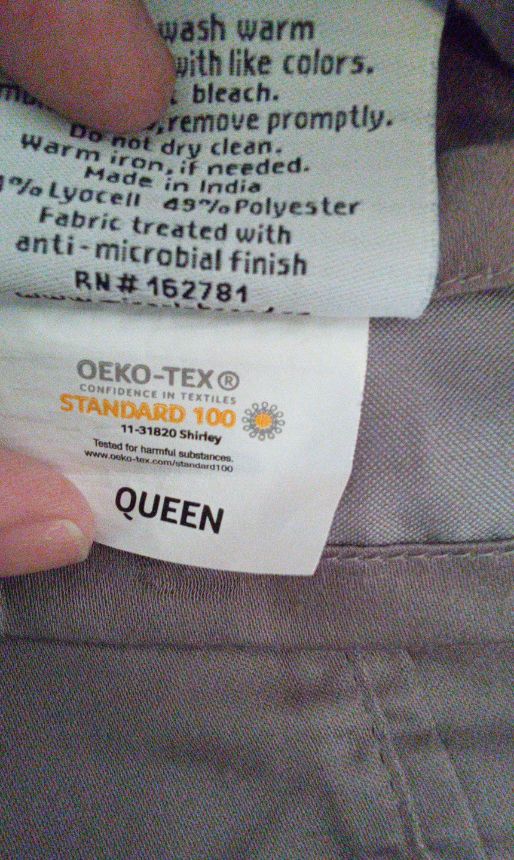 wash warm
with like colors.
bleach.
remove promptly.
Do not dry clean.
Warm iron, if needed.
Made in India
% Lyocell 49% Polyester
Fabric treated with
anti-microbial finish
RN# 162781
OEKO-TEX®
CONFIDENCE IN TEXTILES
STANDARD 100
11-31820 Shirley
Tested for harmful substances.
www.oeko-tex.com/standard100
QUEEN